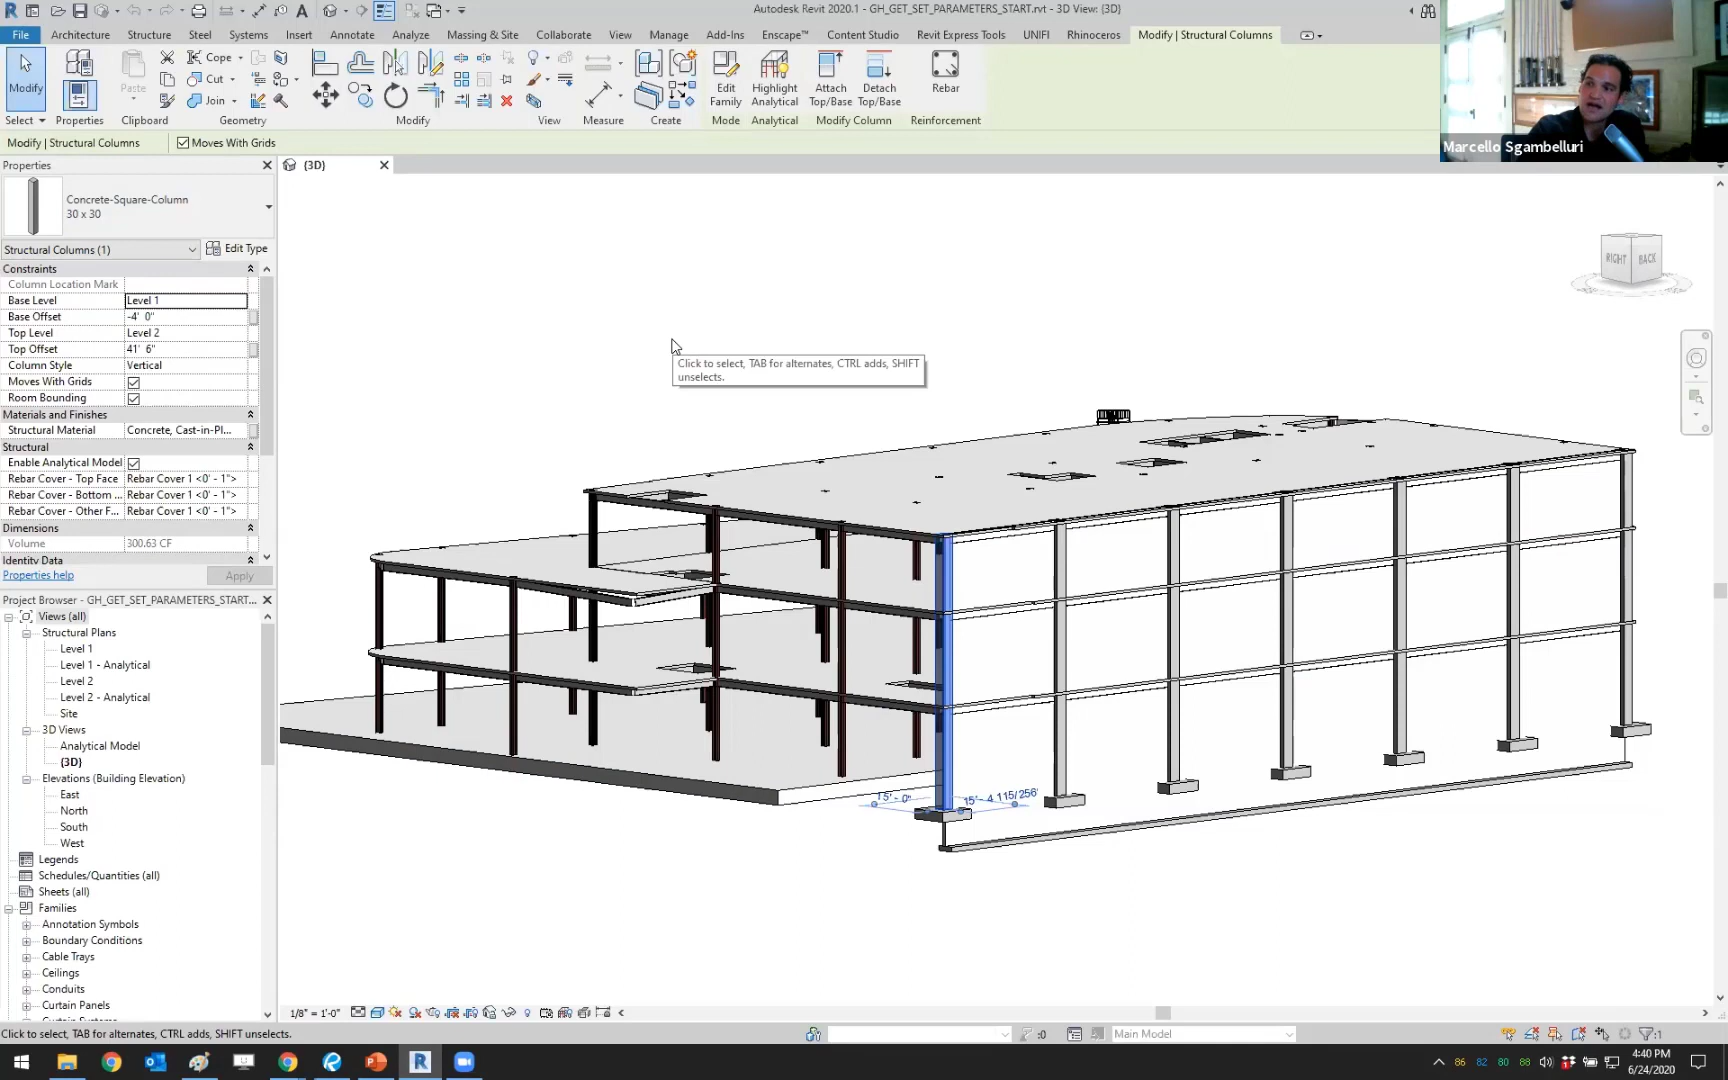 Autodesk Revit 2020.1 - GH_GET_SET_PARAMETERS_START.rvt - 3D View: {3D}
File Architecture Structure Steel Systems Insert Annotate Analyze Massing & Site Collaborate View Manage Add-Ins Enscape™ Content Studio Revit Express Tools UNIFI Rhinoceros Modify | Structural Columns
Modify
Paste
Cope
Cut
Join
Edit Family
Highlight Analytical
Attach Top/Base
Detach Top/Base
Rebar
Select Properties Clipboard Geometry Modify View Measure Create Mode Analytical Modify Column Reinforcement
Modify | Structural Columns Moves With Grids
Marcello Sgambelluri
Properties
{3D}
Concrete-Square-Column
30 x 30
Structural Columns (1) Edit Type
Constraints
Column Location Mark
Base Level Level 1
Base Offset -4' 0"
Top Level Level 2
Top Offset 41' 6"
Column Style Vertical
Moves With Grids
Room Bounding
Materials and Finishes
Structural Material Concrete, Cast-in-Pl...
Structural
Enable Analytical Model
Rebar Cover - Top Face Rebar Cover 1 <0' - 1">
Rebar Cover - Bottom ... Rebar Cover 1 <0' - 1">
Rebar Cover - Other F... Rebar Cover 1 <0' - 1">
Dimensions
Volume 300.63 CF
Identity Data
Properties help Apply
Click to select, TAB for alternates, CTRL adds, SHIFT
unselects.
RIGHT BACK
15' - 0" 15' - 4 115/256"
Project Browser - GH_GET_SET_PARAMETERS_START...
Views (all)
Structural Plans
Level 1
Level 1 - Analytical
Level 2
Level 2 - Analytical
Site
3D Views
Analytical Model
{3D}
Elevations (Building Elevation)
East
North
South
West
Legends
Schedules/Quantities (all)
Sheets (all)
Families
Annotation Symbols
Boundary Conditions
Cable Trays
Ceilings
Conduits
Curtain Panels
1/8" = 1'-0"
Click to select, TAB for alternates, CTRL adds, SHIFT unselects.
:0
Main Model
:1
86 82 80 88
4:40 PM
6/24/2020